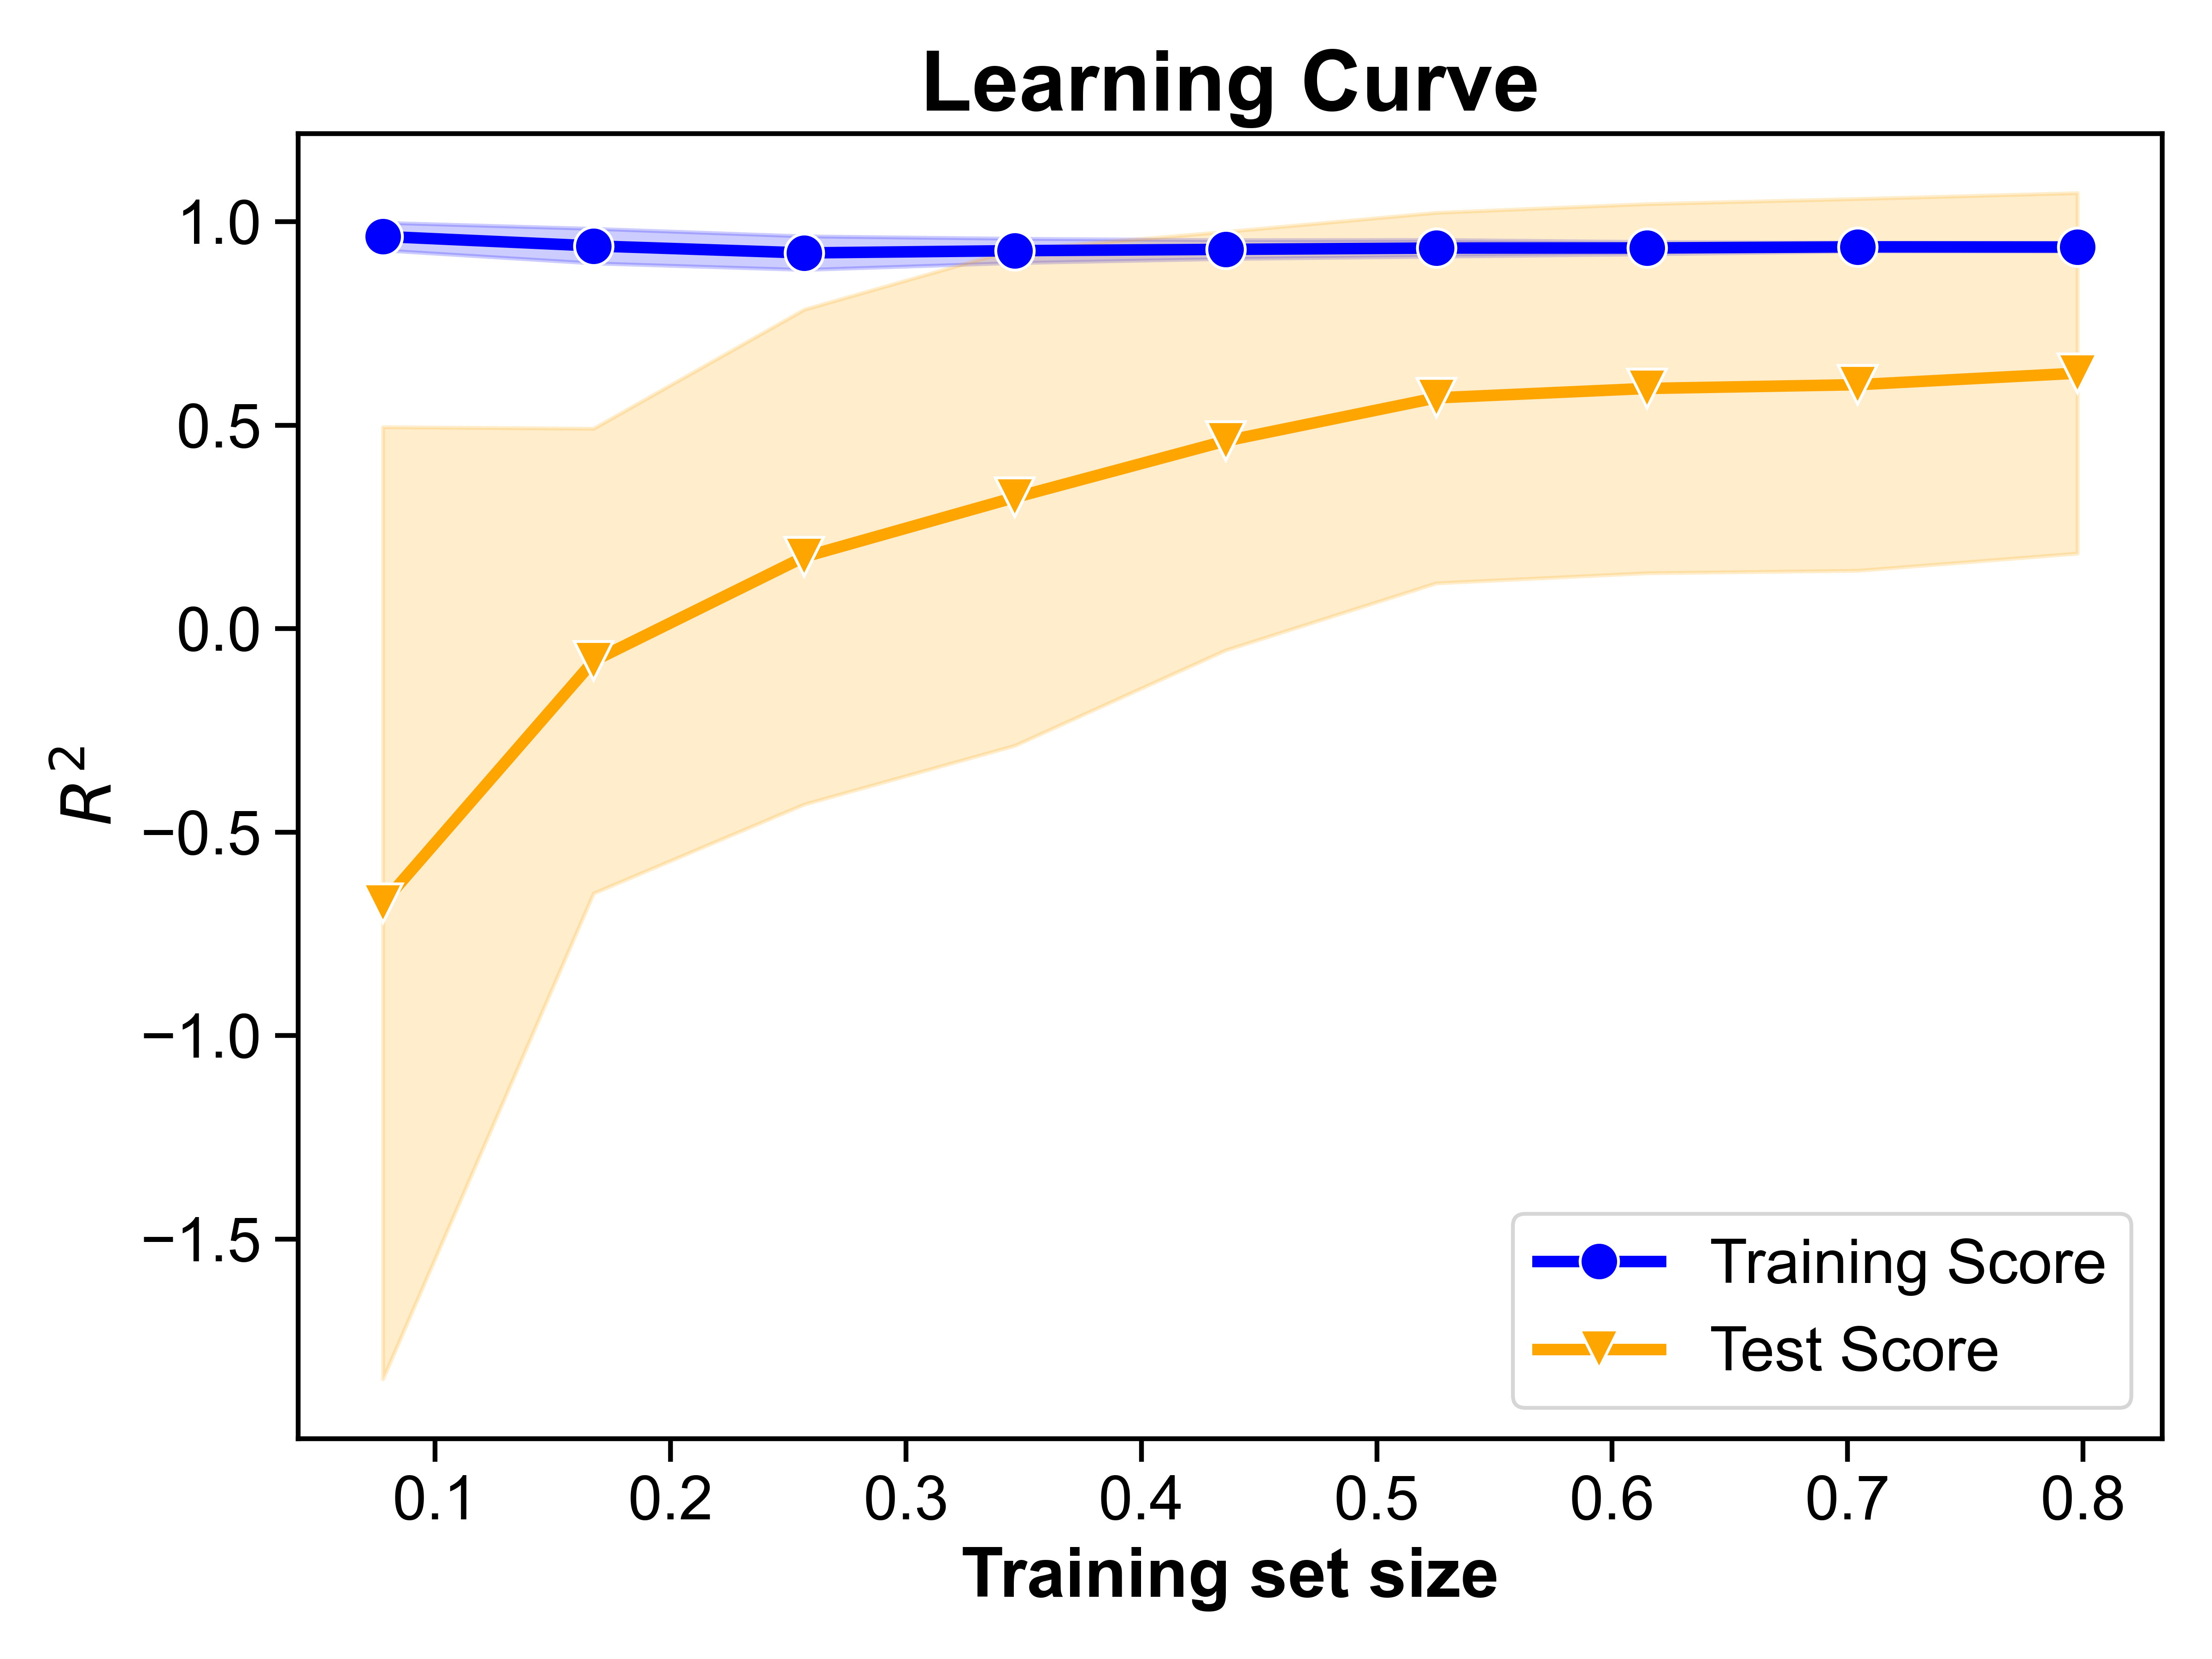 Learning Curve
1.0
0.5
0.0
−0.5
−1.0
−1.5
R²
0.1 0.2 0.3 0.4 0.5 0.6 0.7 0.8
Training set size
Training Score
Test Score